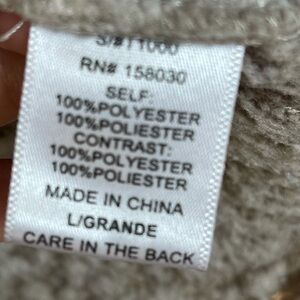 S/#11000
RN# 158030
SELF:
100%POLYESTER
100%POLIESTER
CONTRAST:
100%POLYESTER
100%POLIESTER
MADE IN CHINA
L/GRANDE
CARE IN THE BACK